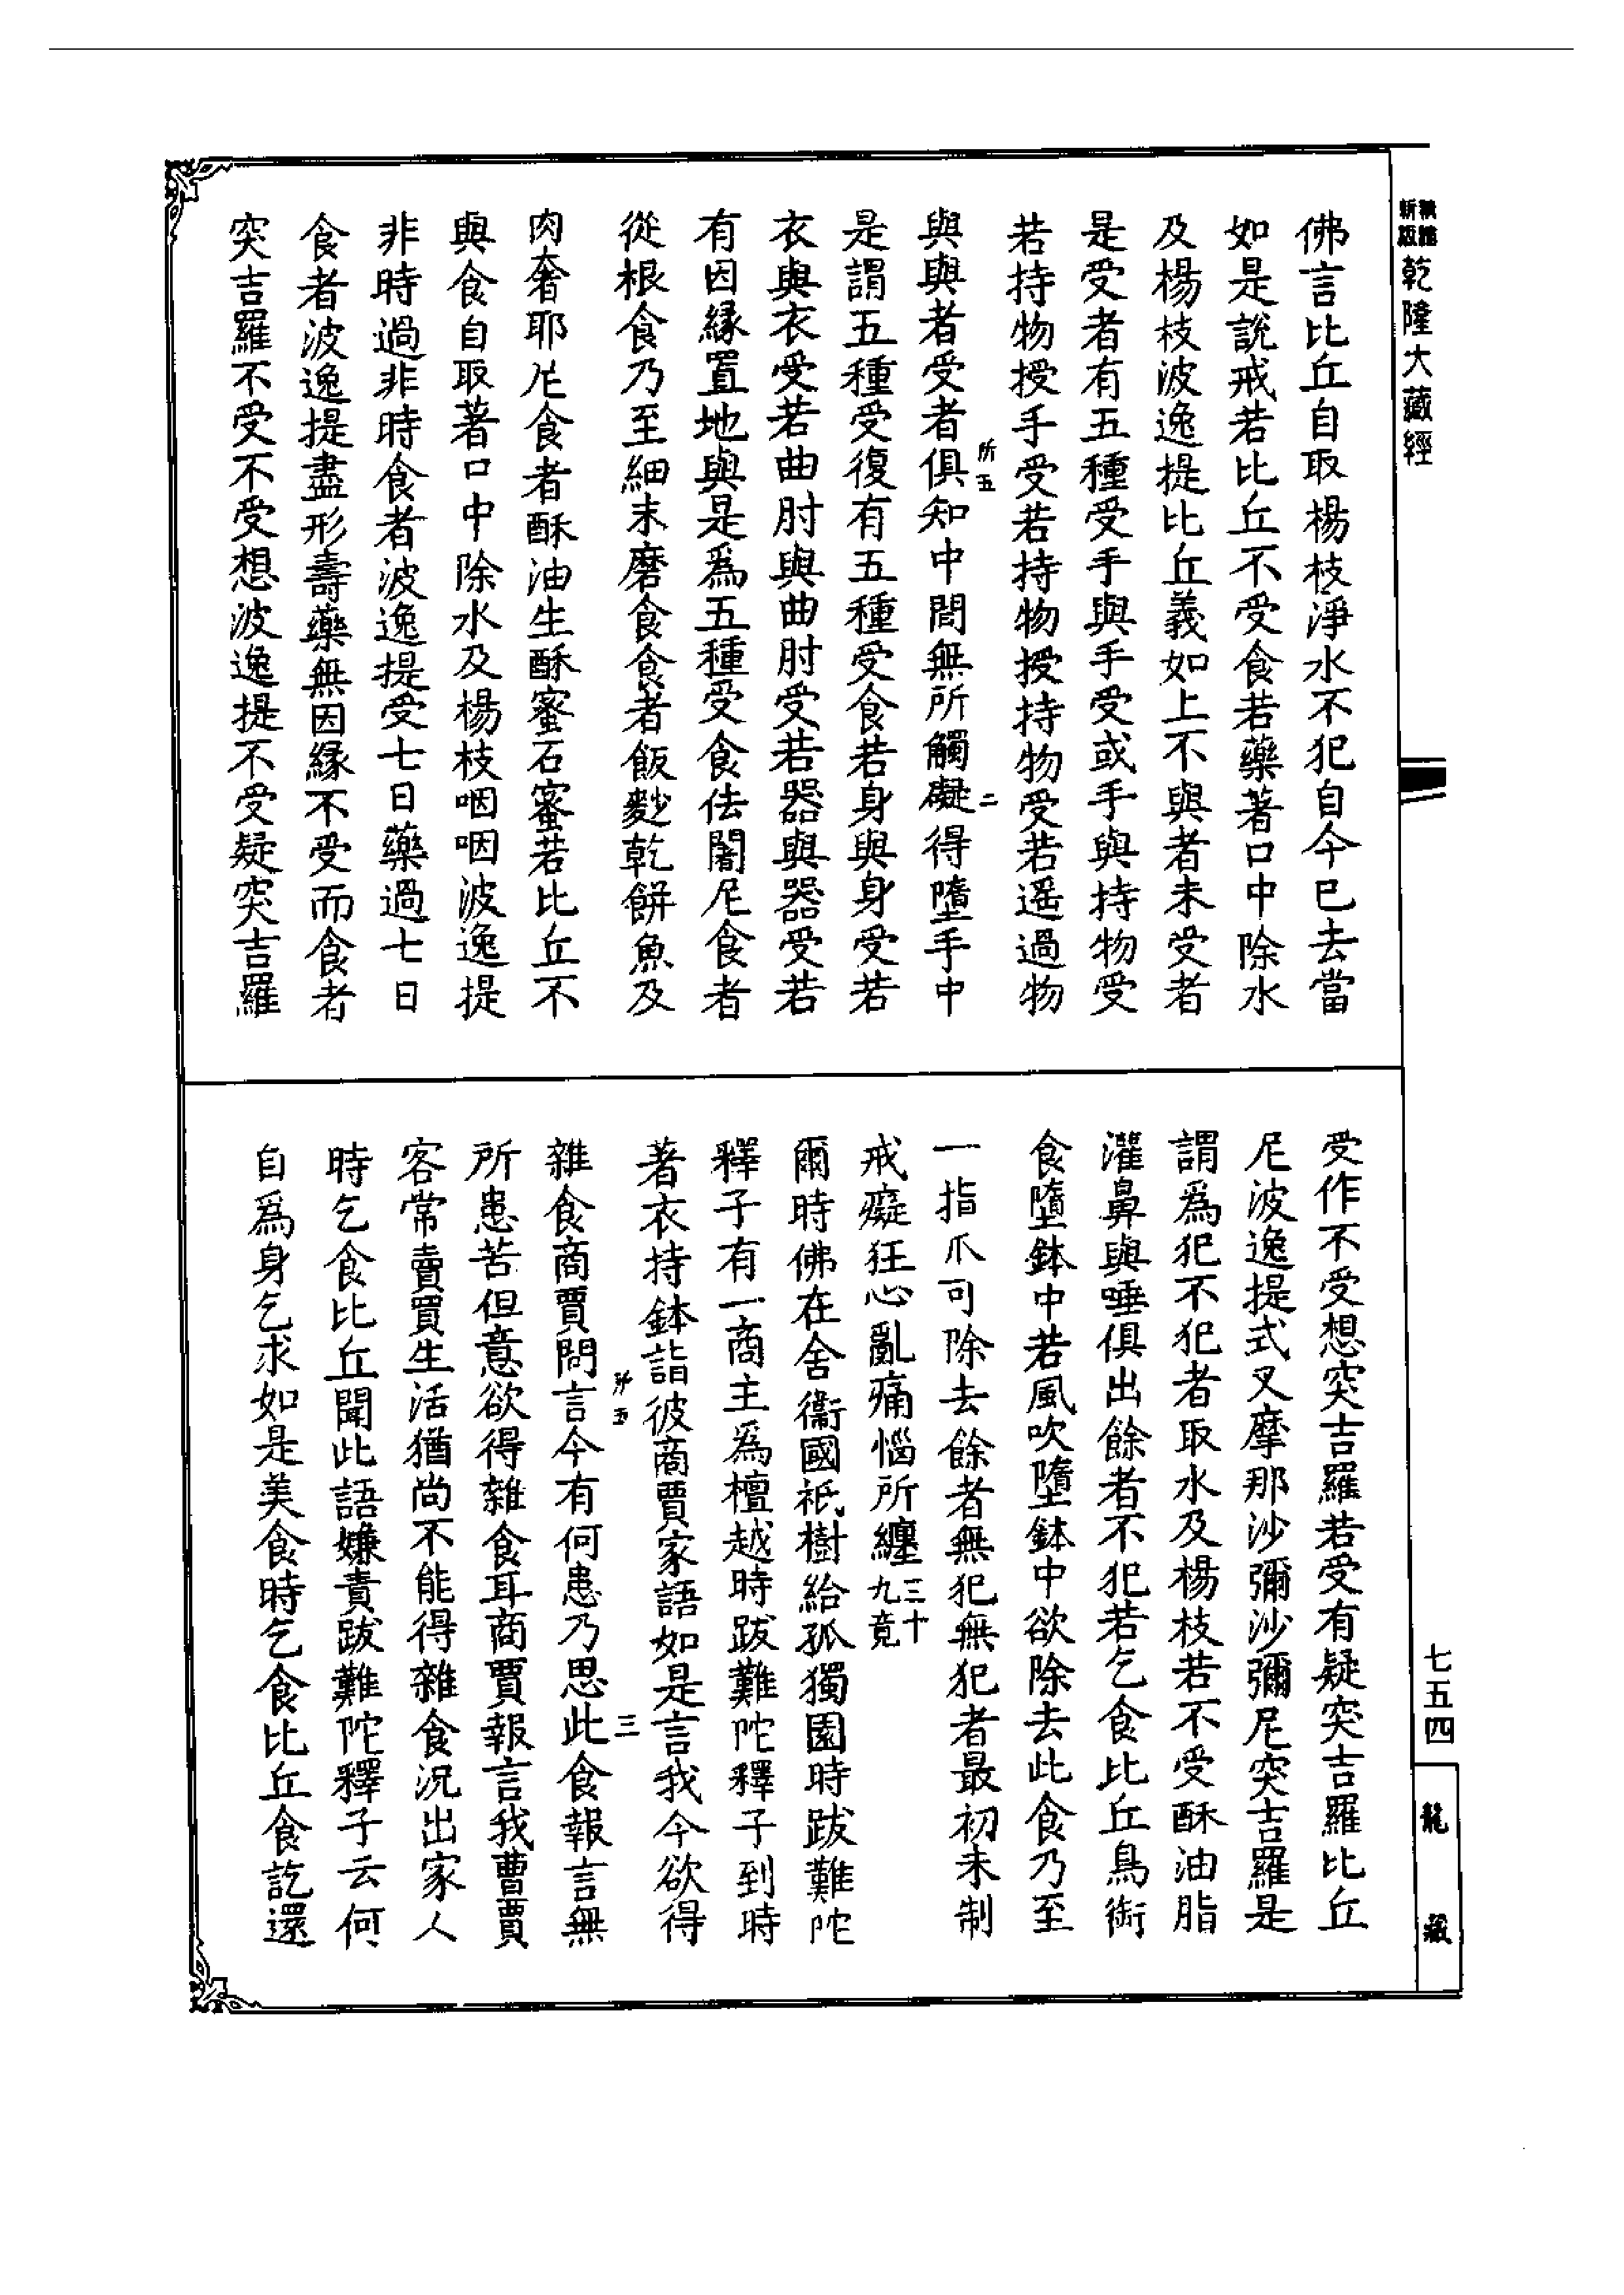 新版
乾隆大藏經
佛言比丘自取楊枝淨水不犯自今已去當
如是說戒若比丘不受食若藥著口中除水
及楊枝波逸提比丘義如上不與者未受者
是受者有五種受手與手受或手與持物受
若持物授手受若持物授持物受若遥過物
與與者受者俱知中間無所觸礙得墮手中
所五
二
是謂五種受復有五種受食若身與身受若
衣與衣受若曲肘與曲肘受若器與器受若
有因緣置地與是爲五種受食佉闍尼食者
從根食乃至細末磨食食者飯麨乾餅魚及
肉奢耶尼食者酥油生酥蜜石蜜若比丘不
與食自取著口中除水及楊枝咽咽波逸提
非時過非時食者波逸提受七日藥過七日
食者波逸提盡形壽藥無因緣不受而食者
突吉羅不受不受想波逸提不受疑突吉羅
受作不受想突吉羅若受有疑突吉羅比丘
尼波逸提式叉摩那沙彌沙彌尼突吉羅是
謂爲犯不犯者取水及楊枝若不受酥油脂
灌鼻與唾俱出餘者不犯若乞食比丘鳥銜
食墮鉢中若風吹墮鉢中欲除去此食乃至
一指爪可除去餘者無犯無犯者最初未制
戒癡狂心亂痛惱所纏三十九竟
爾時佛在舍衞國祇樹給孤獨園時跋難陀
釋子有一商主爲檀越時跋難陀釋子到時
著衣持鉢詣彼商賈家語如是言我今欲得
所五
三
雜食商賈問言今有何患乃思此食報言無
所患苦但意欲得雜食耳商賈報言我曹賈
客常賣買生活猶尚不能得雜食况出家人
時乞食比丘聞此語嫌責跋難陀釋子云何
自爲身乞求如是美食時乞食比丘食訖還
七五四
龍藏